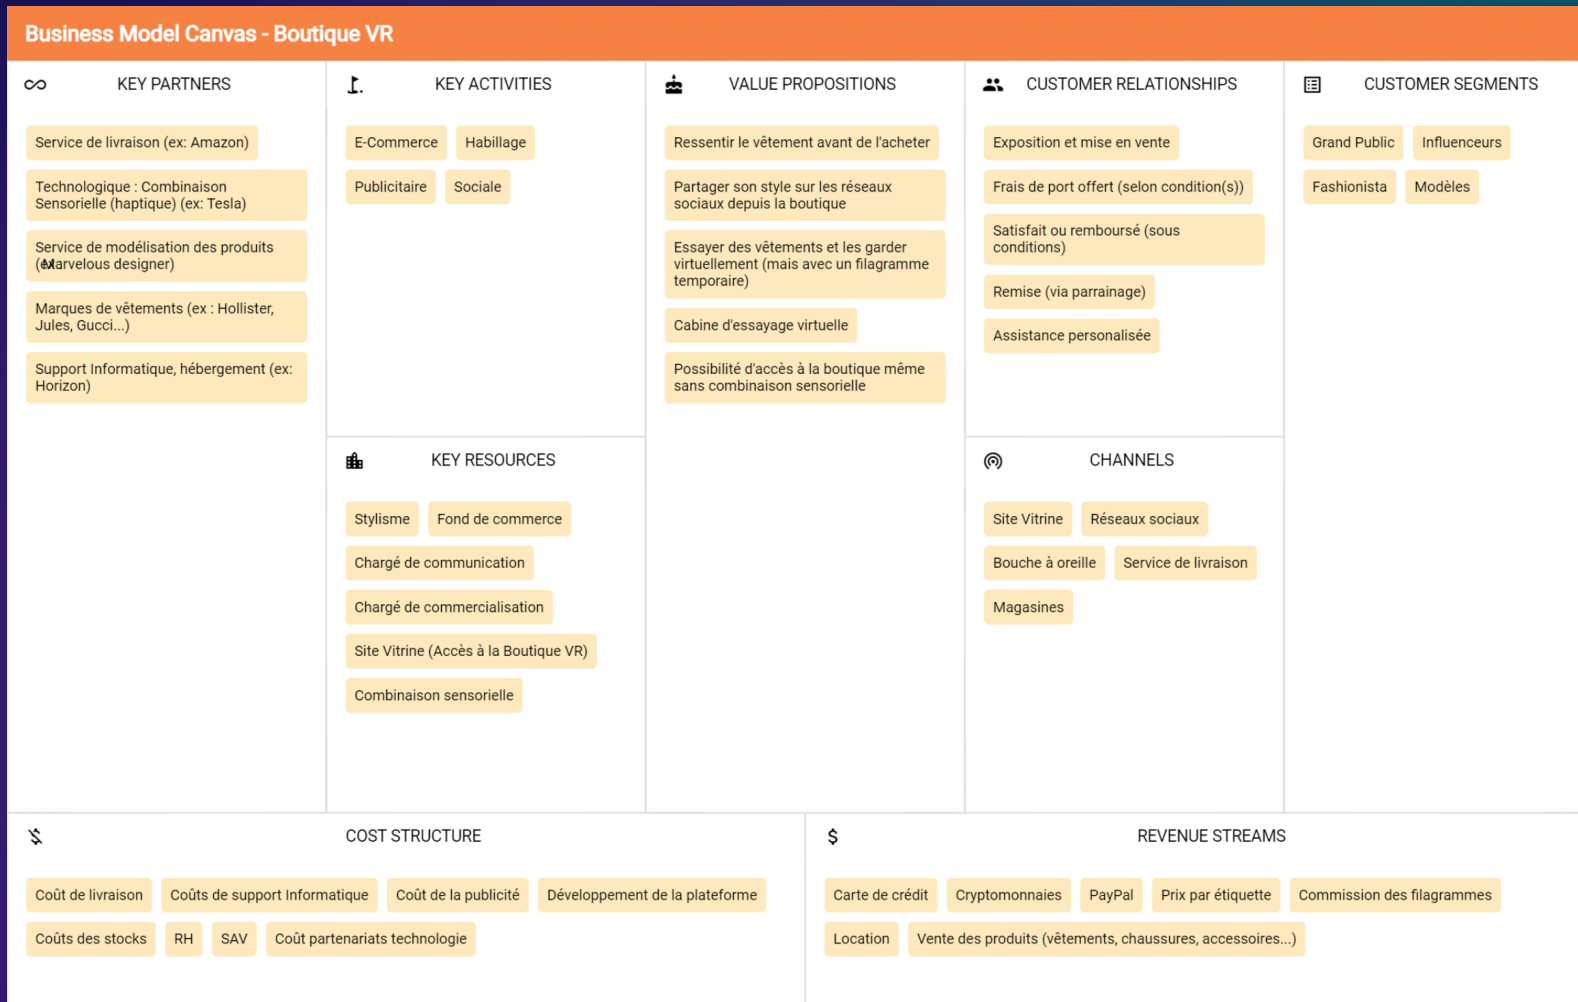 Business Model Canvas - Boutique VR
KEY PARTNERS
Service de livraison (ex: Amazon)
Technologique : Combinaison
Sensorielle (haptique) (ex: Tesla)
Service de modélisation des produits
(ex: Marvelous designer)
Marques de vêtements (ex : Hollister,
Jules, Gucci...)
Support Informatique, hébergement (ex:
Horizon)
KEY ACTIVITIES
E-Commerce
Habillage
Publicitaire
Sociale
KEY RESOURCES
Stylisme
Fond de commerce
Chargé de communication
Chargé de commercialisation
Site Vitrine (Accès à la Boutique VR)
Combinaison sensorielle
VALUE PROPOSITIONS
Ressentir le vêtement avant de l'acheter
Partager son style sur les réseaux
sociaux depuis la boutique
Essayer des vêtements et les garder
virtuellement (mais avec un filagramme
temporaire)
Cabine d'essayage virtuelle
Possibilité d'accès à la boutique même
sans combinaison sensorielle
CUSTOMER RELATIONSHIPS
Exposition et mise en vente
Frais de port offert (selon condition(s))
Satisfait ou remboursé (sous
conditions)
Remise (via parrainage)
Assistance personalisée
CHANNELS
Site Vitrine
Réseaux sociaux
Bouche à oreille
Service de livraison
Magasines
CUSTOMER SEGMENTS
Grand Public
Influenceurs
Fashionista
Modèles
COST STRUCTURE
Coût de livraison
Coûts de support Informatique
Coût de la publicité
Développement de la plateforme
Coûts des stocks
RH
SAV
Coût partenariats technologie
REVENUE STREAMS
Carte de crédit
Cryptomonnaies
PayPal
Prix par étiquette
Commission des filagrammes
Location
Vente des produits (vêtements, chaussures, accessoires...)